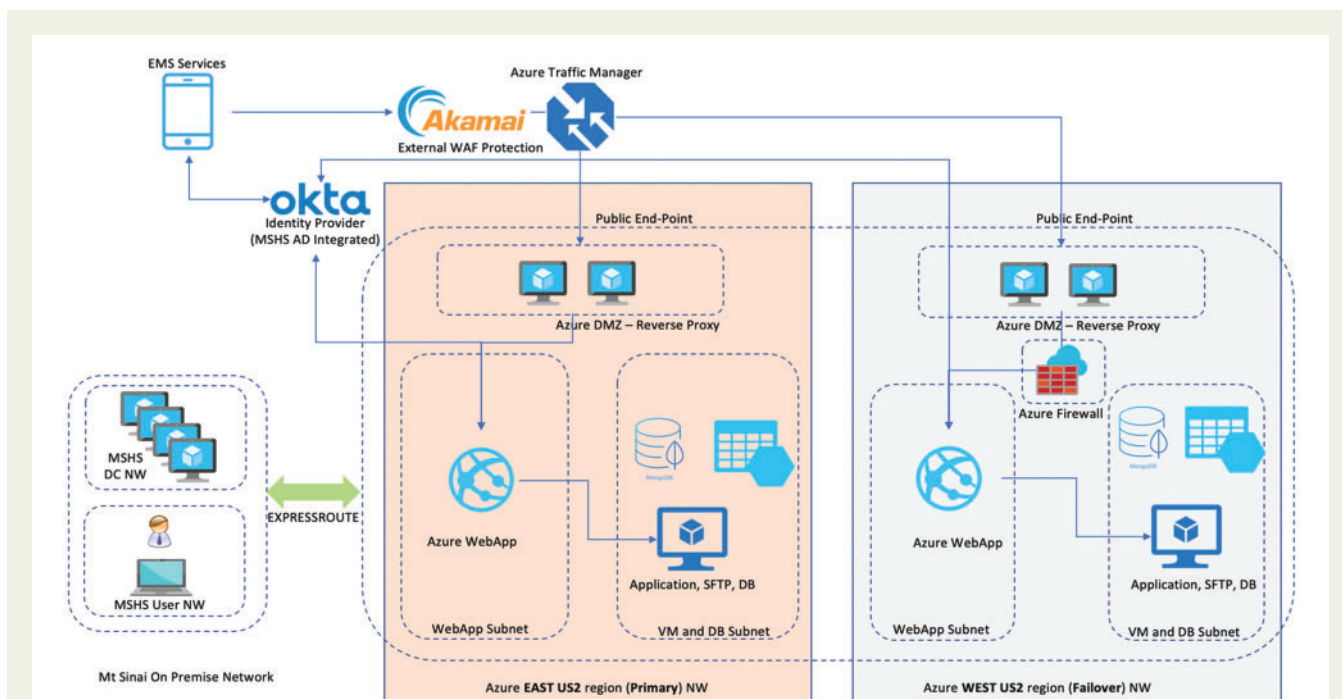 EMS Services
Azure Traffic Manager
Akamai
External WAF Protection
okta
Identity Provider
(MSHS AD Integrated)
Public End-Point
Public End-Point
Azure DMZ – Reverse Proxy
Azure DMZ – Reverse Proxy
Azure Firewall
MSHS
DC NW
EXPRESSROUTE
MongoDB
MongoDB
Azure WebApp
Azure WebApp
Application, SFTP, DB
Application, SFTP, DB
MSHS User NW
WebApp Subnet
VM and DB Subnet
WebApp Subnet
VM and DB Subnet
Mt Sinai On Premise Network
Azure EAST US2 region (Primary) NW
Azure WEST US2 region (Failover) NW